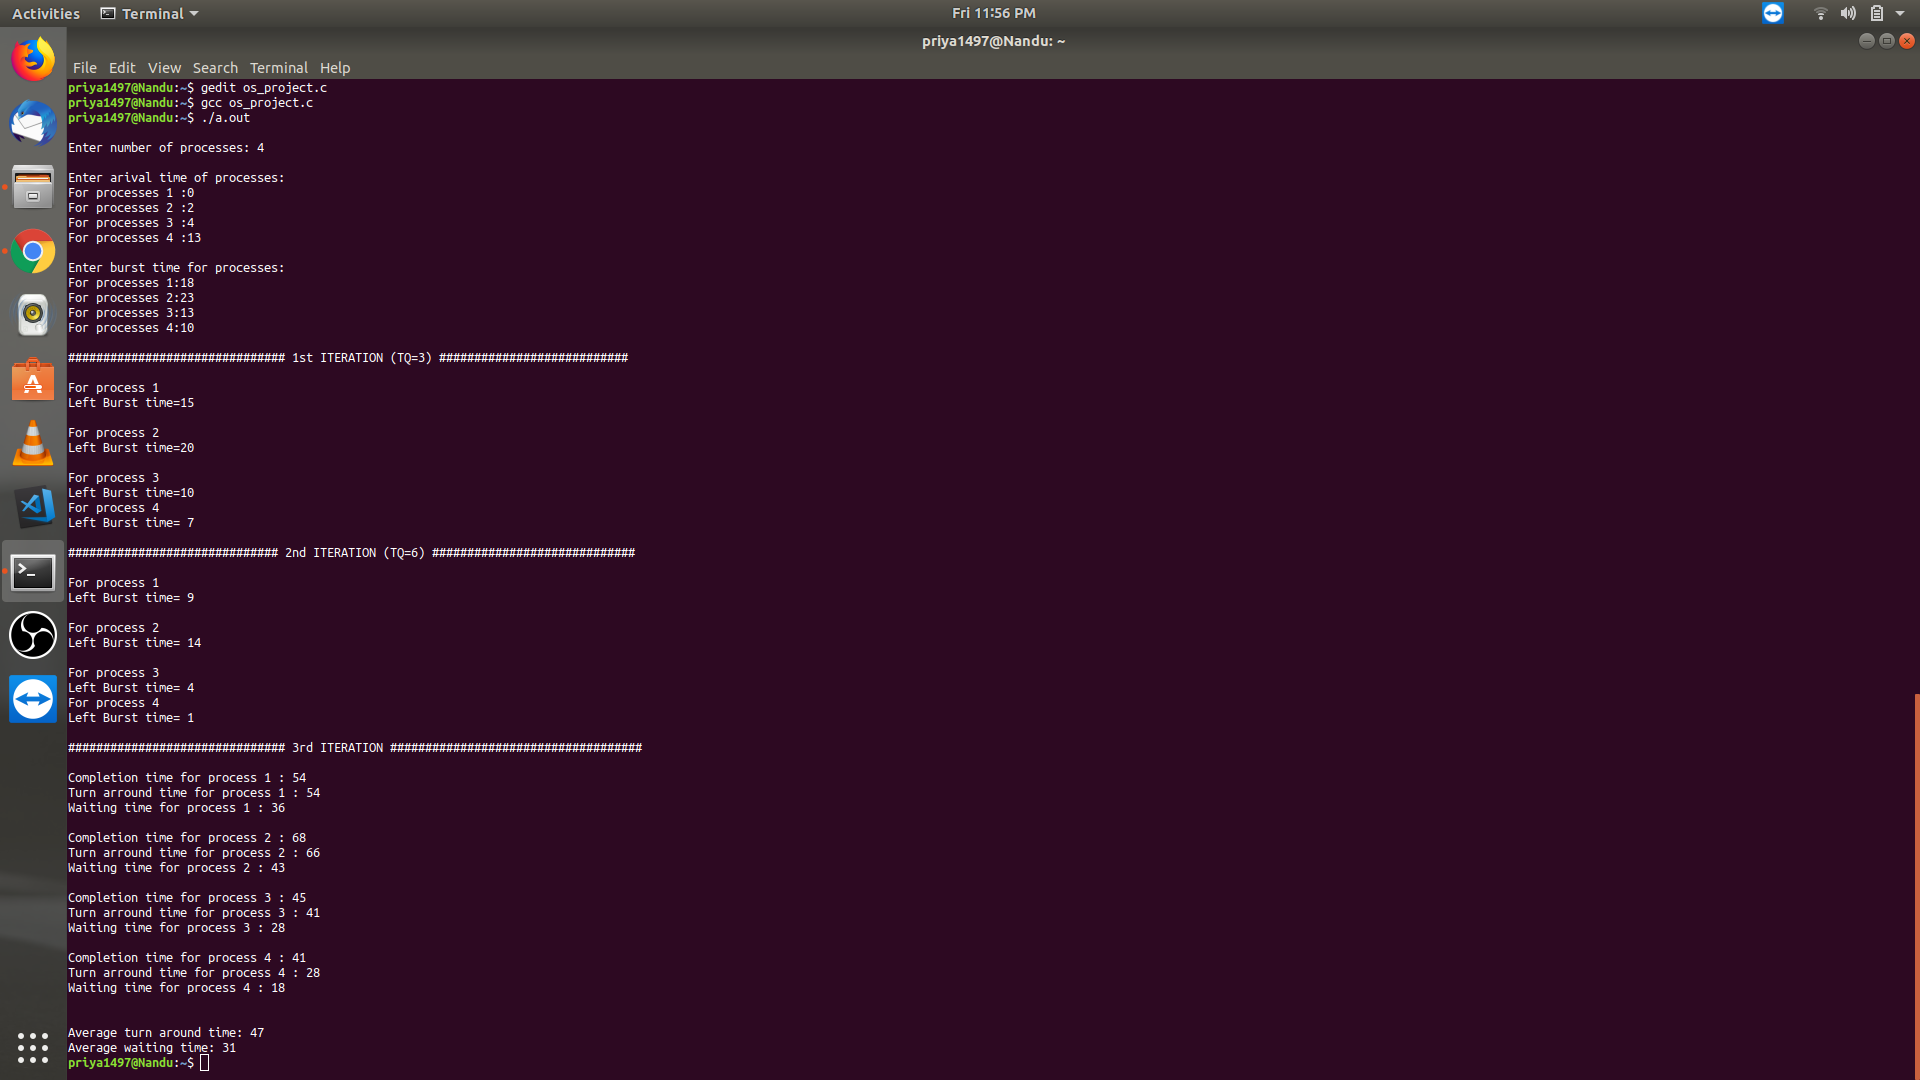 Activities Terminal Fri 11:56 PM
priya1497@Nandu: ~
File Edit View Search Terminal Help
priya1497@Nandu:~$ gedit os_project.c
priya1497@Nandu:~$ gcc os_project.c
priya1497@Nandu:~$ ./a.out
Enter number of processes: 4
Enter arival time of processes:
For processes 1 :0
For processes 2 :2
For processes 3 :4
For processes 4 :13
Enter burst time for processes:
For processes 1:18
For processes 2:23
For processes 3:13
For processes 4:10
############################### 1st ITERATION (TQ=3) ###########################
For process 1
Left Burst time=15
For process 2
Left Burst time=20
For process 3
Left Burst time=10
For process 4
Left Burst time= 7
############################## 2nd ITERATION (TQ=6) #############################
For process 1
Left Burst time= 9
For process 2
Left Burst time= 14
For process 3
Left Burst time= 4
For process 4
Left Burst time= 1
############################### 3rd ITERATION ####################################
Completion time for process 1 : 54
Turn arround time for process 1 : 54
Waiting time for process 1 : 36
Completion time for process 2 : 68
Turn arround time for process 2 : 66
Waiting time for process 2 : 43
Completion time for process 3 : 45
Turn arround time for process 3 : 41
Waiting time for process 3 : 28
Completion time for process 4 : 41
Turn arround time for process 4 : 28
Waiting time for process 4 : 18
Average turn around time: 47
Average waiting time: 31
priya1497@Nandu:~$